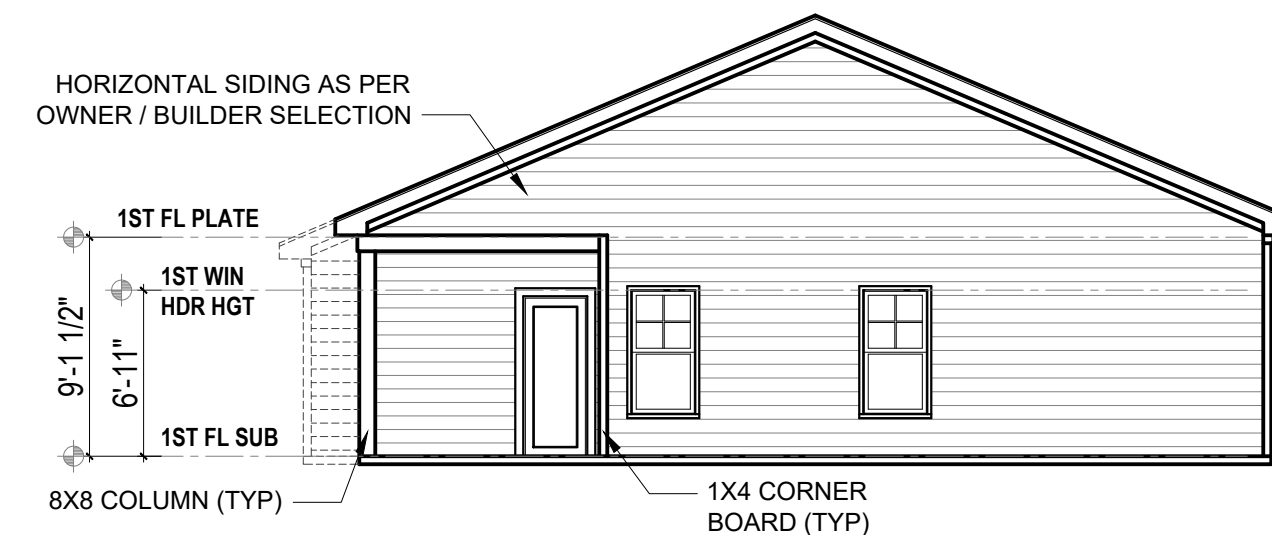 HORIZONTAL SIDING AS PER
OWNER / BUILDER SELECTION
1ST FL PLATE
1ST WIN
HDR HGT
9'-1 1/2"
6'-11"
1ST FL SUB
8X8 COLUMN (TYP)
1X4 CORNER
BOARD (TYP)